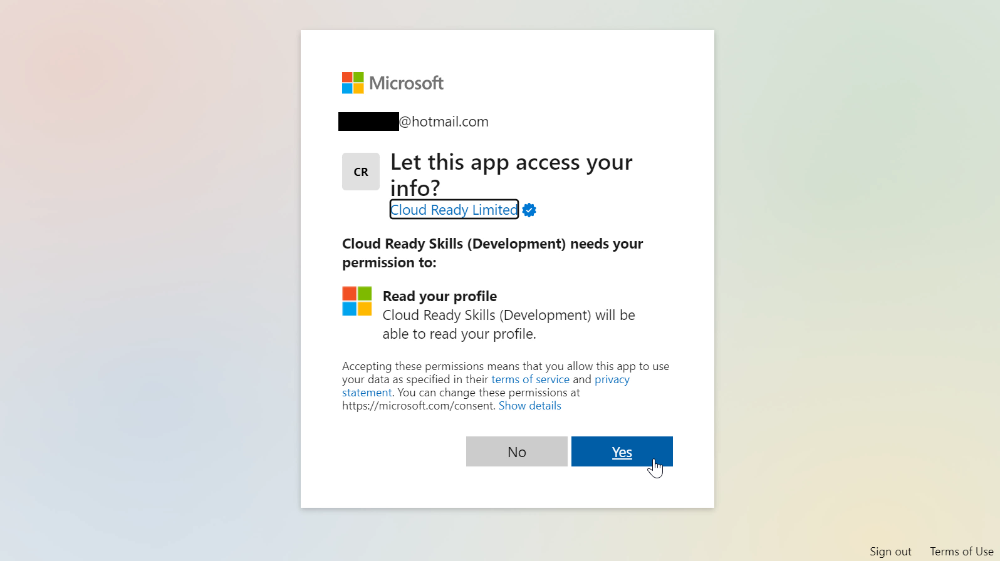 Microsoft
@hotmail.com
CR
Let this app access your
info?
Cloud Ready Limited
Cloud Ready Skills (Development) needs your
permission to:
Read your profile
Cloud Ready Skills (Development) will be
able to read your profile.
Accepting these permissions means that you allow this app to use
your data as specified in their terms of service and privacy
statement. You can change these permissions at
https://microsoft.com/consent. Show details
No
Yes
Sign out
Terms of Use